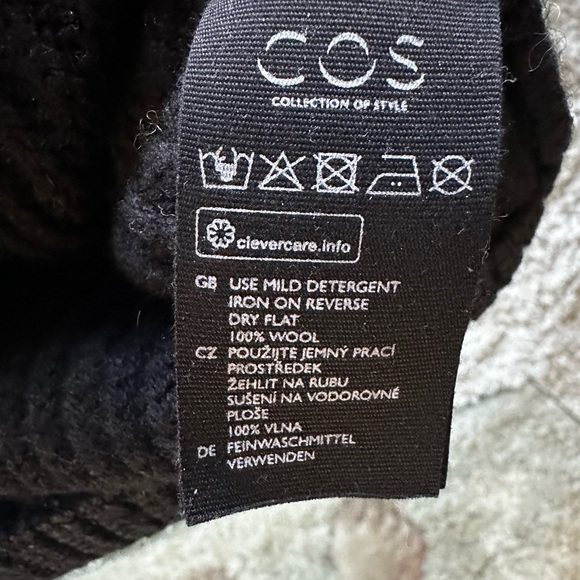 COS
COLLECTION OF STYLE
clevercare.info
GB USE MILD DETERGENT
IRON ON REVERSE
DRY FLAT
100% WOOL
CZ POUŽIJTE JEMNÝ PRACÍ
PROSTŘEDEK
ŽEHLIT NA RUBU
SUŠENÍ NA VODOROVNÉ
PLOŠE
100% VLNA
DE FEINWASCHMITTEL
VERWENDEN